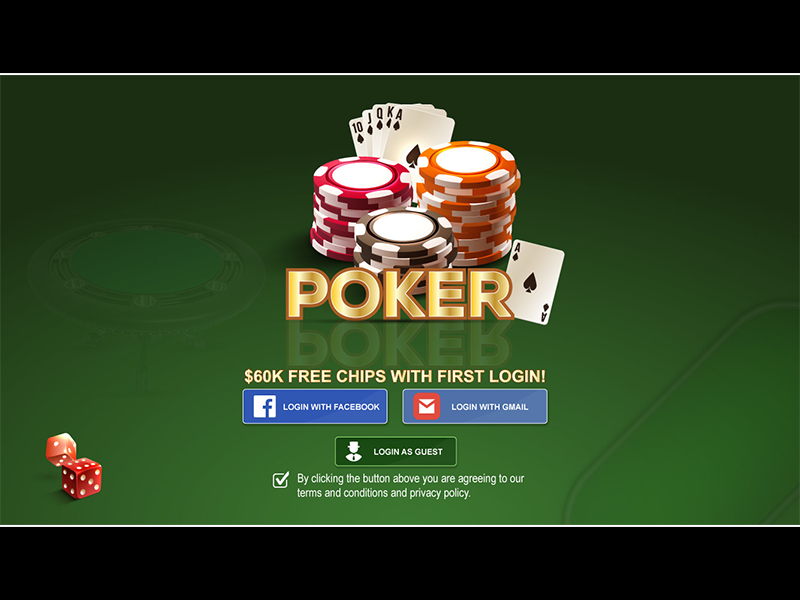 10 J Q K A
A
A
POKER
$60K FREE CHIPS WITH FIRST LOGIN!
LOGIN WITH FACEBOOK
LOGIN WITH GMAIL
LOGIN AS GUEST
By clicking the button above you are agreeing to our
terms and conditions and privacy policy.